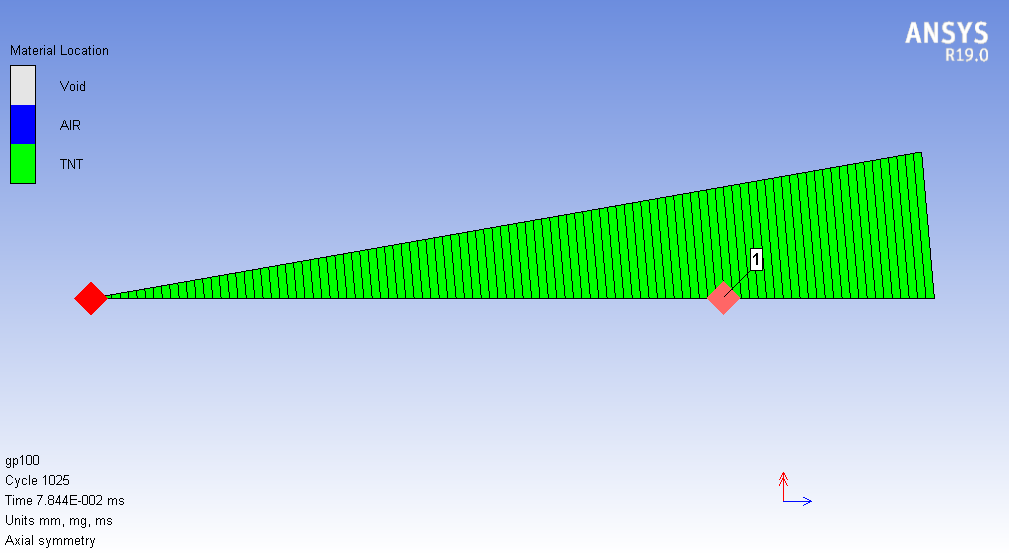 Material Location
Void
AIR
TNT
ANSYS
R19.0
1
gp100
Cycle 1025
Time 7.844E-002 ms
Units mm, mg, ms
Axial symmetry